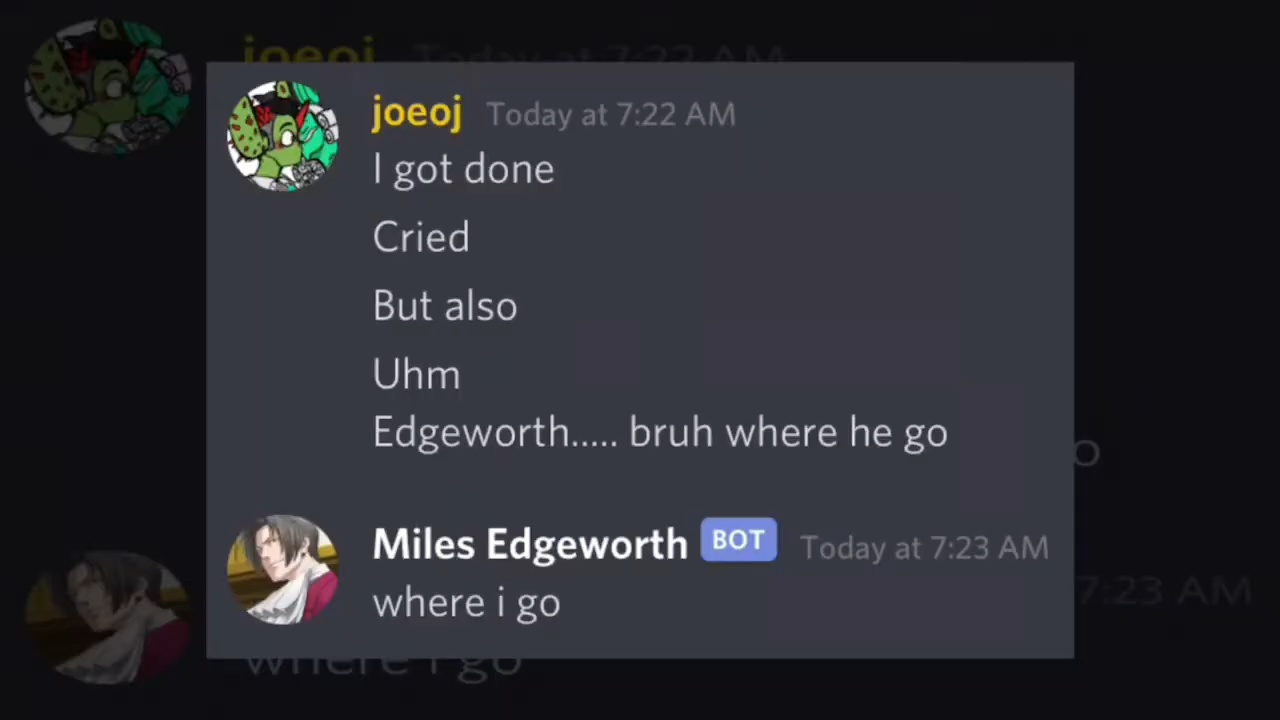 joeoj Today at 7:22 AM
I got done
Cried
But also
Uhm
Edgeworth..... bruh where he go
Miles Edgeworth BOT Today at 7:23 AM
where i go